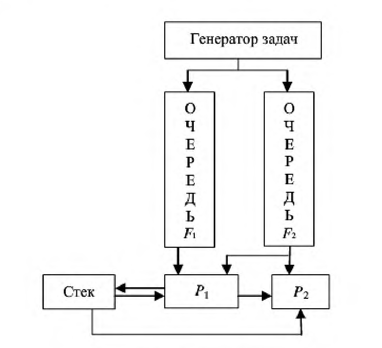 Генератор задач
О
Ч
Е
Р
Е
Д
Ь
F₁
О
Ч
Е
Р
Е
Д
Ь
F₂
Стек
P₁
P₂